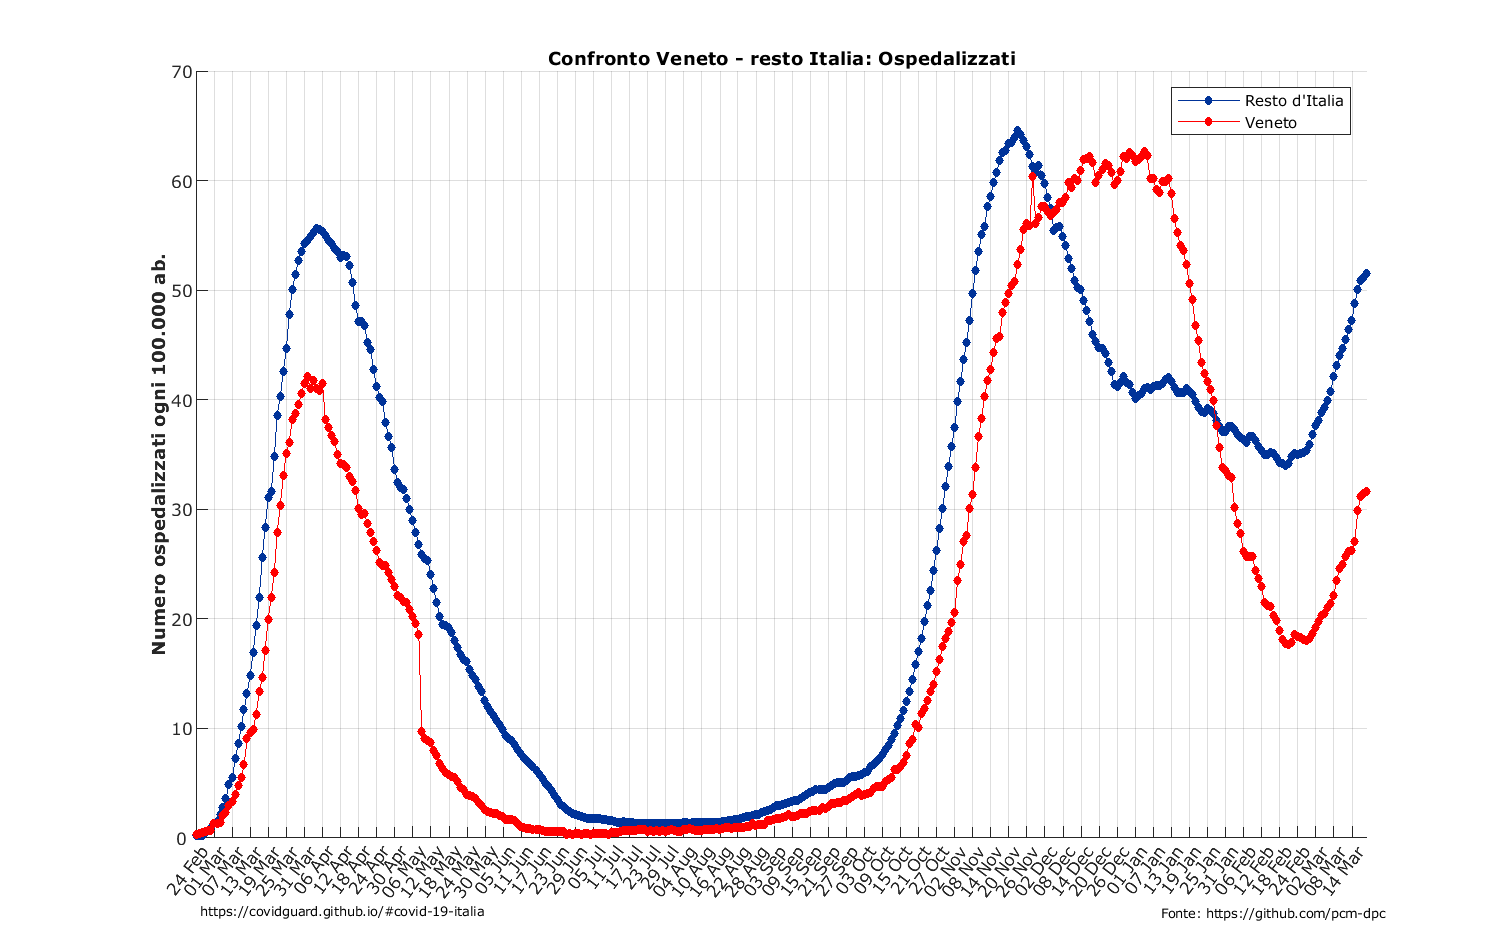 Confronto Veneto - resto Italia: Ospedalizzati
Resto d'Italia
Veneto
Numero ospedalizzati ogni 100.000 ab.
70
60
50
40
30
20
10
0
24 Feb
01 Mar
07 Mar
13 Mar
19 Mar
25 Mar
31 Mar
06 Apr
12 Apr
18 Apr
24 Apr
30 Apr
06 May
12 May
18 May
24 May
30 May
05 Jun
11 Jun
17 Jun
23 Jun
29 Jun
05 Jul
11 Jul
17 Jul
23 Jul
29 Jul
04 Aug
10 Aug
16 Aug
22 Aug
28 Aug
03 Sep
09 Sep
15 Sep
21 Sep
27 Sep
03 Oct
09 Oct
15 Oct
21 Oct
27 Oct
02 Nov
08 Nov
14 Nov
20 Nov
26 Nov
02 Dec
08 Dec
14 Dec
20 Dec
26 Dec
01 Jan
07 Jan
13 Jan
19 Jan
25 Jan
31 Jan
06 Feb
12 Feb
18 Feb
24 Feb
02 Mar
08 Mar
14 Mar
https://covidguard.github.io/#covid-19-italia
Fonte: https://github.com/pcm-dpc